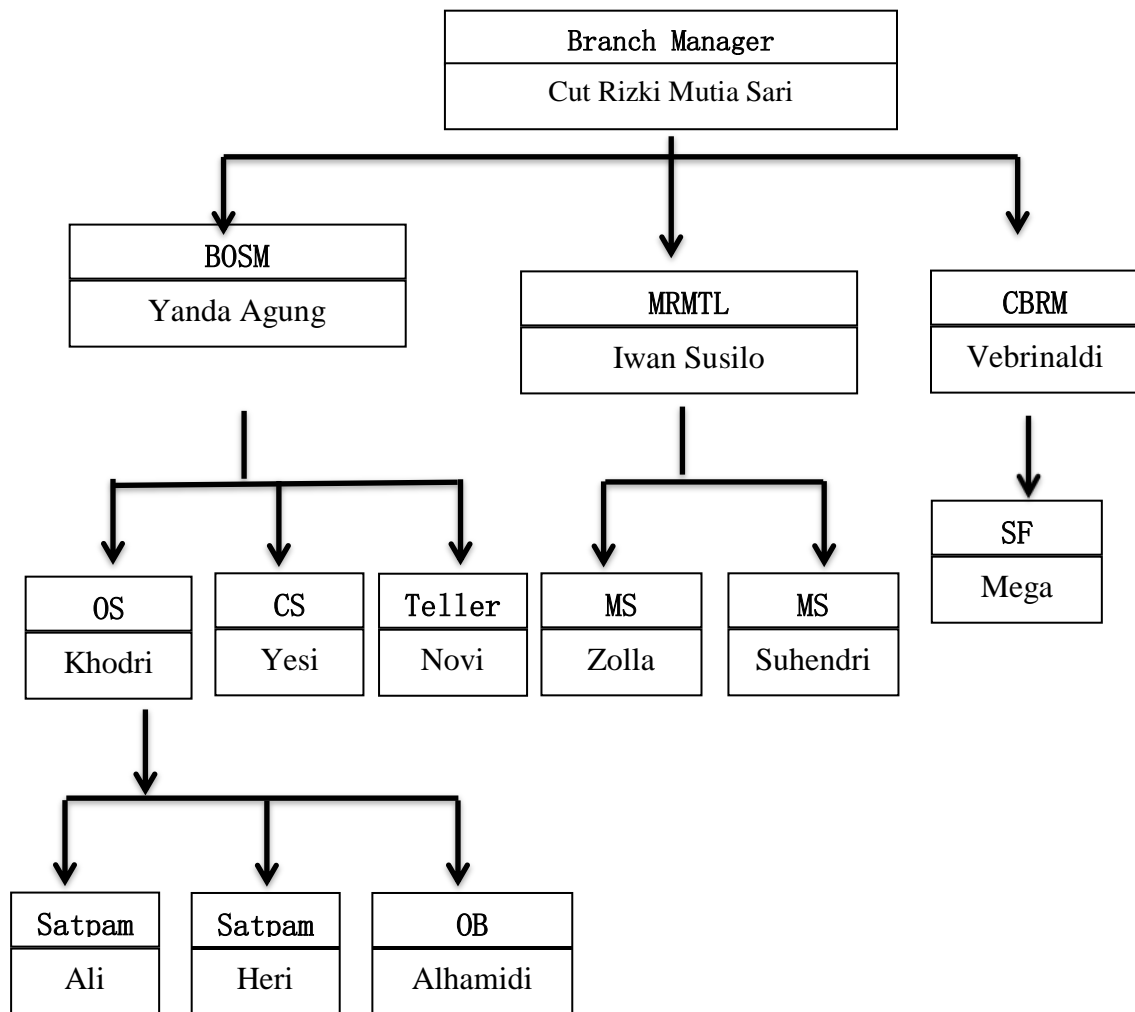 Branch Manager
Cut Rizki Mutia Sari
BOSM
Yanda Agung
MRMTL
Iwan Susilo
CBRM
Vebrinaldi
SF
Mega
OS
Khodri
CS
Yesi
Teller
Novi
MS
Zolla
MS
Suhendri
Satpam
Ali
Satpam
Heri
OB
Alhamidi